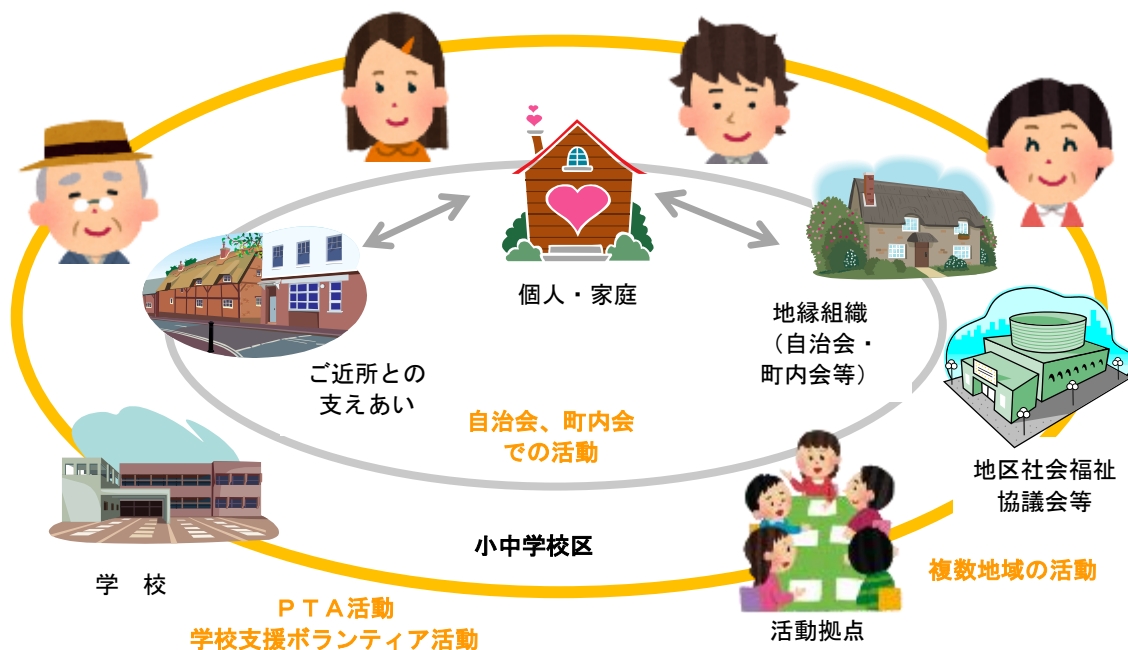 個人・家庭
ご近所との
支えあい
地縁組織
（自治会・
町内会等）
自治会、町内会
での活動
地区社会福祉
協議会等
小中学校区
学　校
複数地域の活動
ＰＴＡ活動
学校支援ボランティア活動
活動拠点